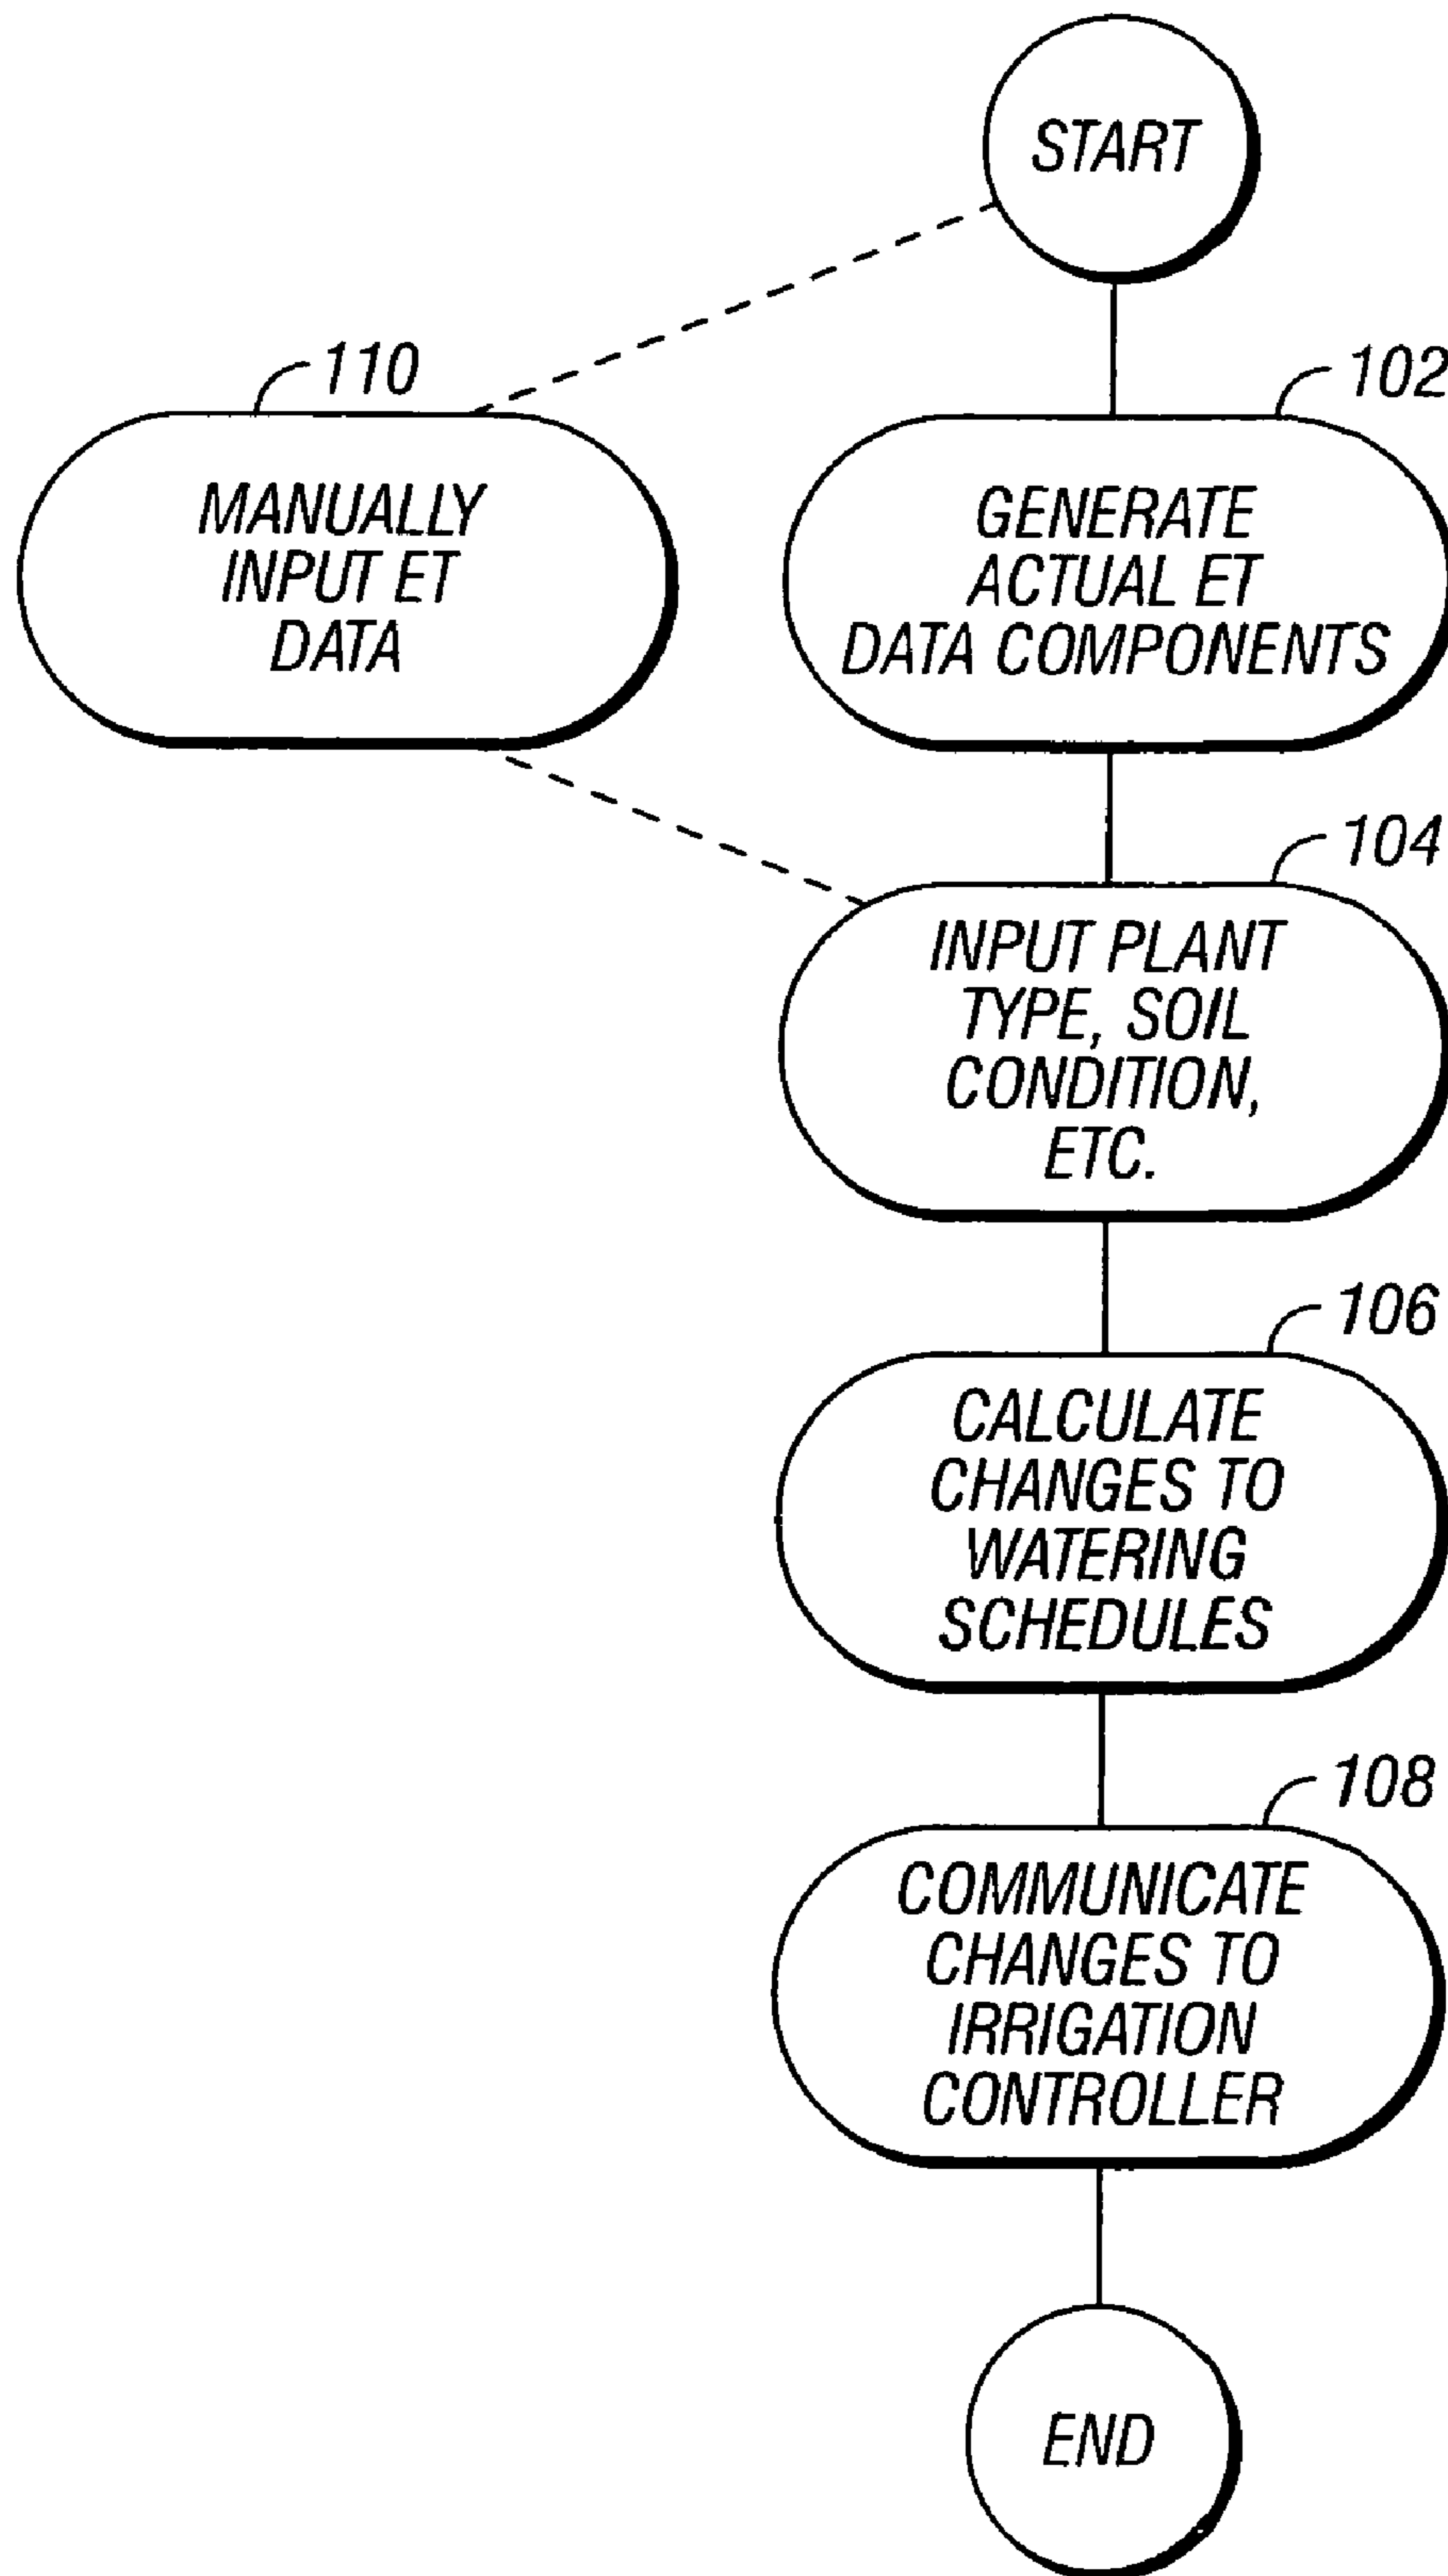 START
110
MANUALLY
INPUT ET
DATA
102
GENERATE
ACTUAL ET
DATA COMPONENTS
104
INPUT PLANT
TYPE, SOIL
CONDITION,
ETC.
106
CALCULATE
CHANGES TO
WATERING
SCHEDULES
108
COMMUNICATE
CHANGES TO
IRRIGATION
CONTROLLER
END